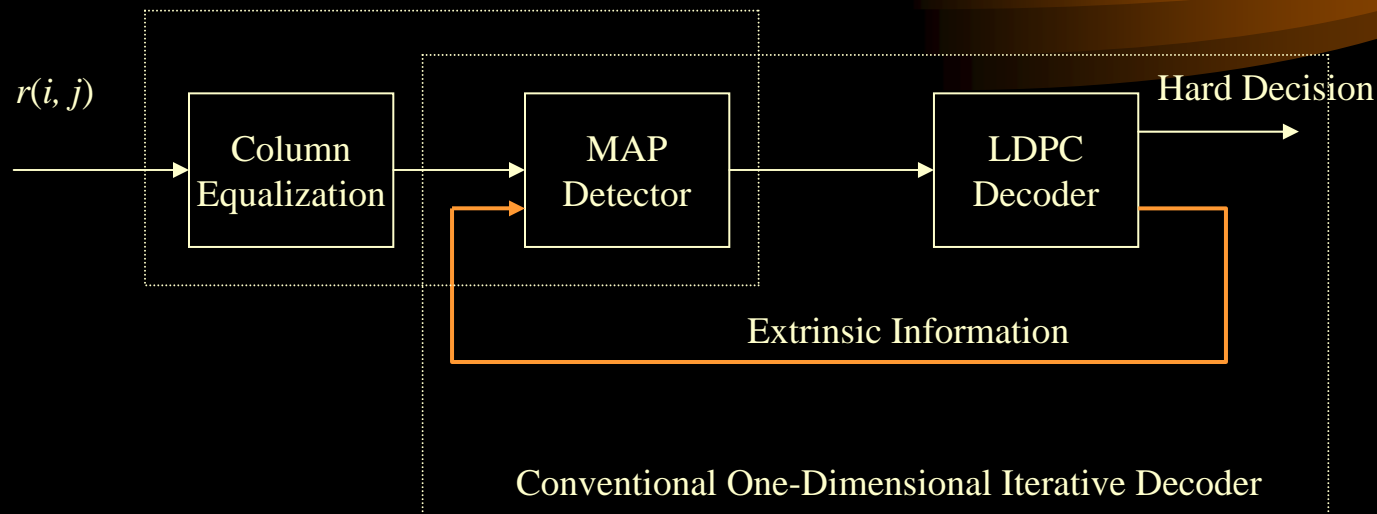 r(i, j)
Column
Equalization
MAP
Detector
LDPC
Decoder
Hard Decision
Extrinsic Information
Conventional One-Dimensional Iterative Decoder